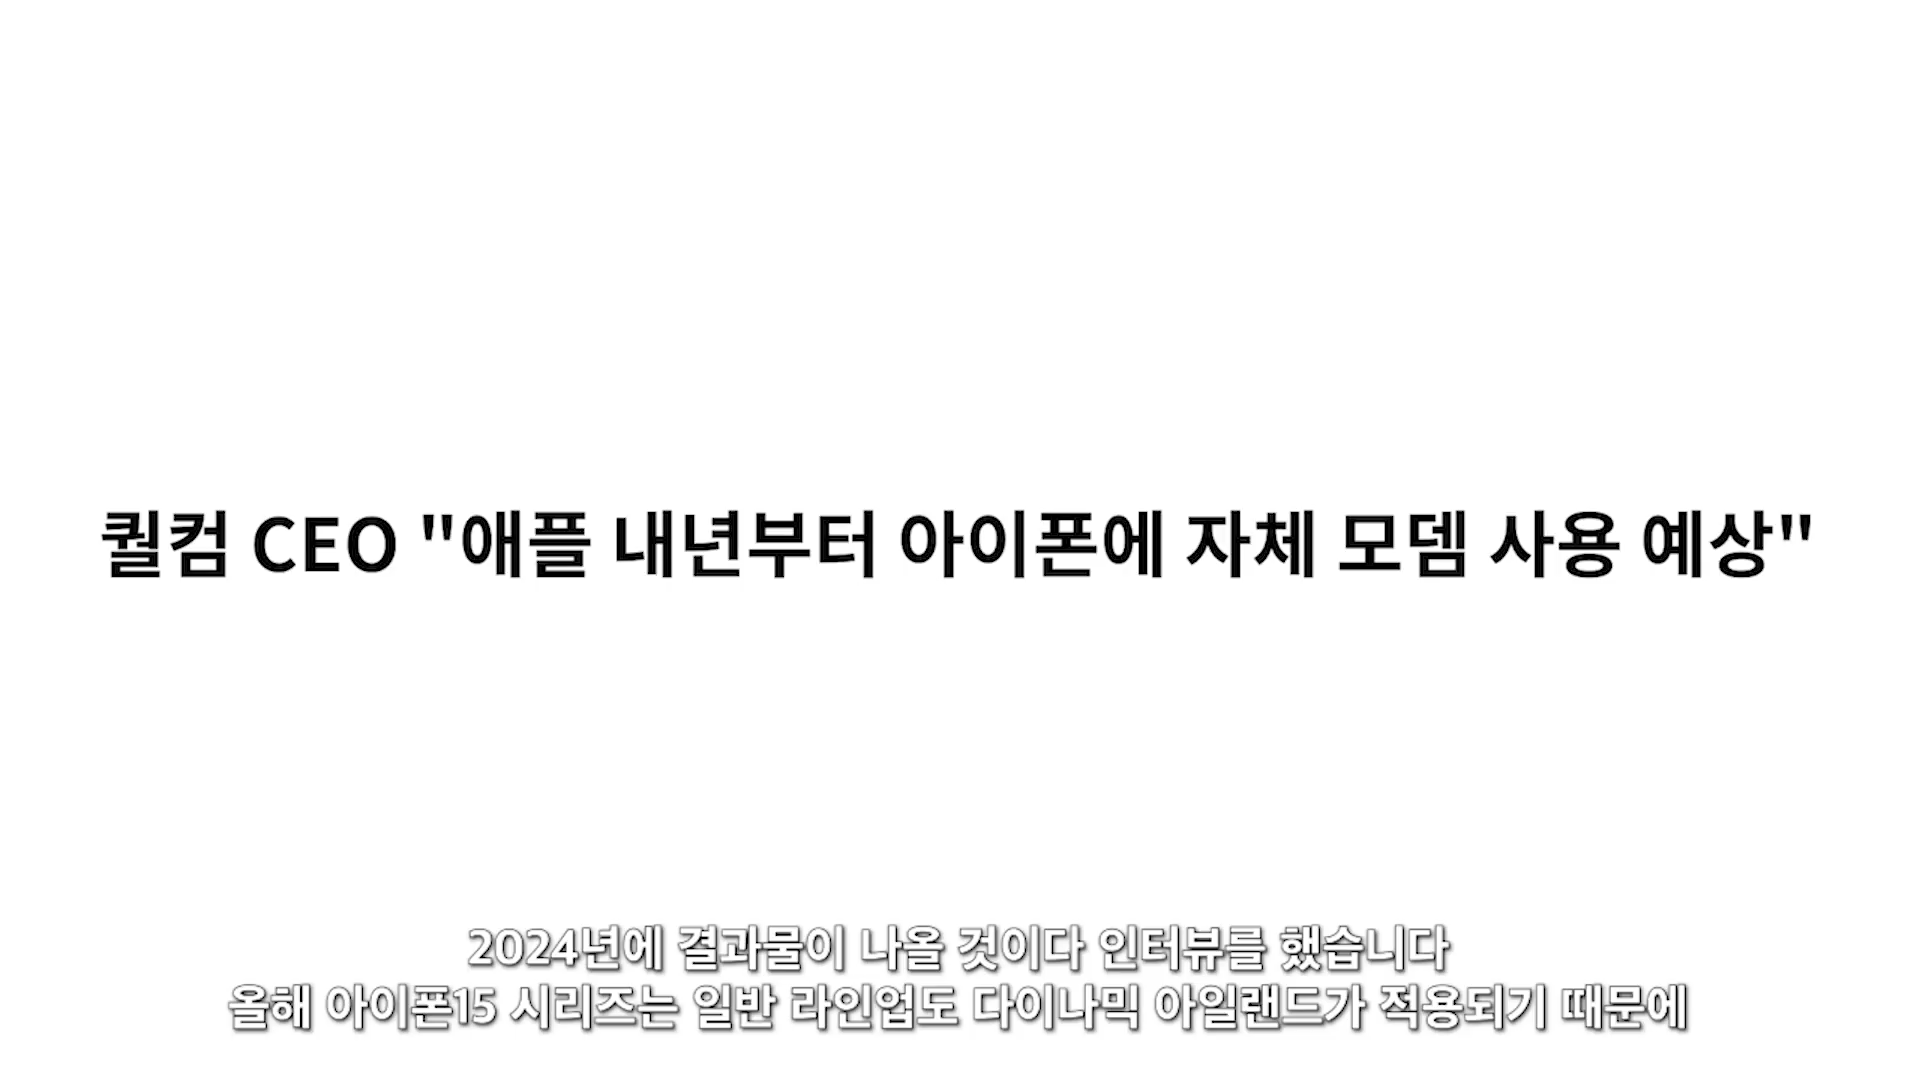 퀄컴 CEO "애플 내년부터 아이폰에 자체 모뎀 사용 예상"
2024년에 결과물이 나올 것이다 인터뷰를 했습니다
올해 아이폰15 시리즈는 일반 라인업도 다이나믹 아일랜드가 적용되기 때문에